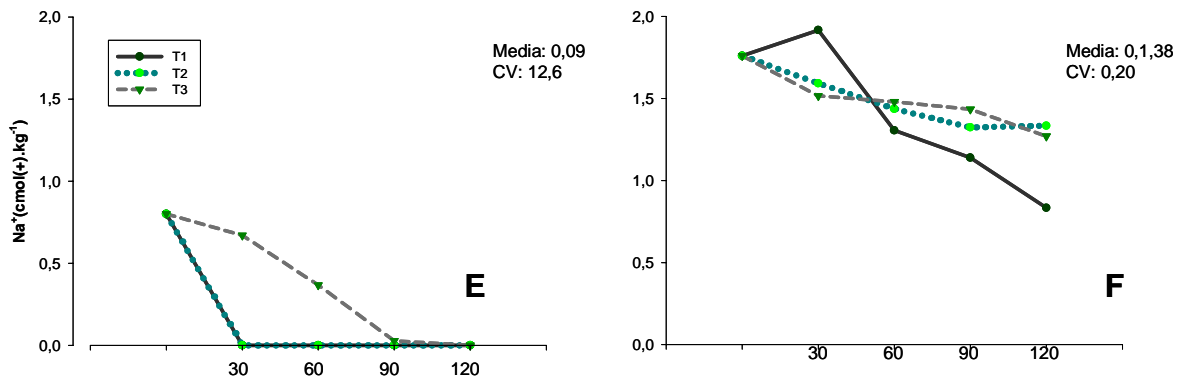 2,0
1,5
1,0
0,5
0,0
Na+(cmol(+).kg-1)
T1
T2
T3
Media: 0,09
CV: 12,6
E
30 60 90 120
2,0
1,5
1,0
0,5
0,0
Media: 0,1,38
CV: 0,20
F
30 60 90 120